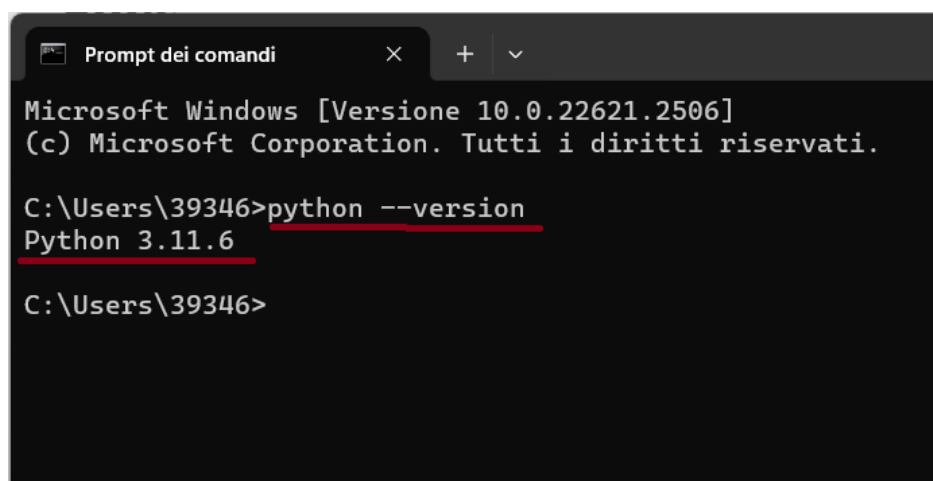 Prompt dei comandi
Microsoft Windows [Versione 10.0.22621.2506]
(c) Microsoft Corporation. Tutti i diritti riservati.
C:\Users\39346>python --version
Python 3.11.6
C:\Users\39346>